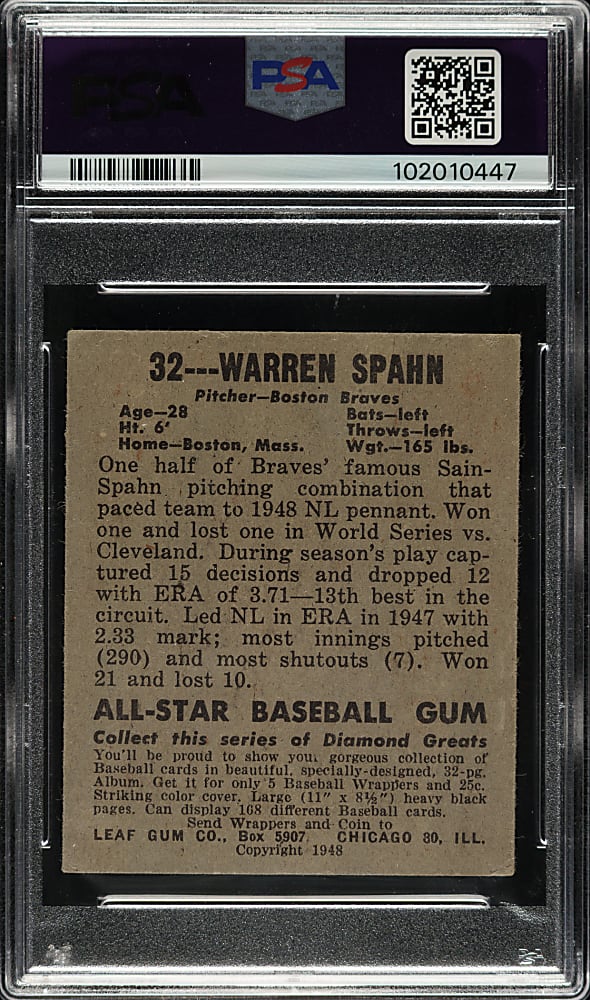 PSA
102010447
32---WARREN SPAHN
Pitcher—Boston Braves
Age—28 Bats—left
Ht. 6' Throws—left
Home—Boston, Mass. Wgt.—165 lbs.
One half of Braves' famous Sain-
Spahn pitching combination that
paced team to 1948 NL pennant. Won
one and lost one in World Series vs.
Cleveland. During season's play cap-
tured 15 decisions and dropped 12
with ERA of 3.71—13th best in the
circuit. Led NL in ERA in 1947 with
2.33 mark; most innings pitched
(290) and most shutouts (7). Won
21 and lost 10.
ALL-STAR BASEBALL GUM
Collect this series of Diamond Greats
You'll be proud to show your gorgeous collection of
Baseball cards in beautiful, specially-designed, 32-pg.
Album. Get it for only 5 Baseball Wrappers and 25c.
Striking color cover. Large (11" x 8½") heavy black
pages. Can display 168 different Baseball cards.
Send Wrappers and Coin to
LEAF GUM CO., Box 5907, CHICAGO 80, ILL.
Copyright 1948